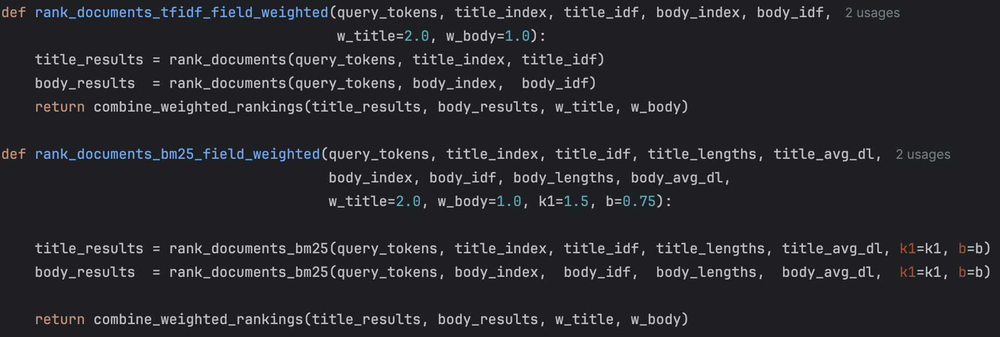 def rank_documents_tfidf_field_weighted(query_tokens, title_index, title_idf, body_index, body_idf, 2 usages
                                        w_title=2.0, w_body=1.0):
    title_results = rank_documents(query_tokens, title_index, title_idf)
    body_results  = rank_documents(query_tokens, body_index,  body_idf)
    return combine_weighted_rankings(title_results, body_results, w_title, w_body)

def rank_documents_bm25_field_weighted(query_tokens, title_index, title_idf, title_lengths, title_avg_dl, 2 usages
                                       body_index, body_idf, body_lengths, body_avg_dl,
                                       w_title=2.0, w_body=1.0, k1=1.5, b=0.75):

    title_results = rank_documents_bm25(query_tokens, title_index, title_idf, title_lengths, title_avg_dl, k1=k1, b=b)
    body_results  = rank_documents_bm25(query_tokens, body_index,  body_idf,  body_lengths,  body_avg_dl,  k1=k1, b=b)

    return combine_weighted_rankings(title_results, body_results, w_title, w_body)